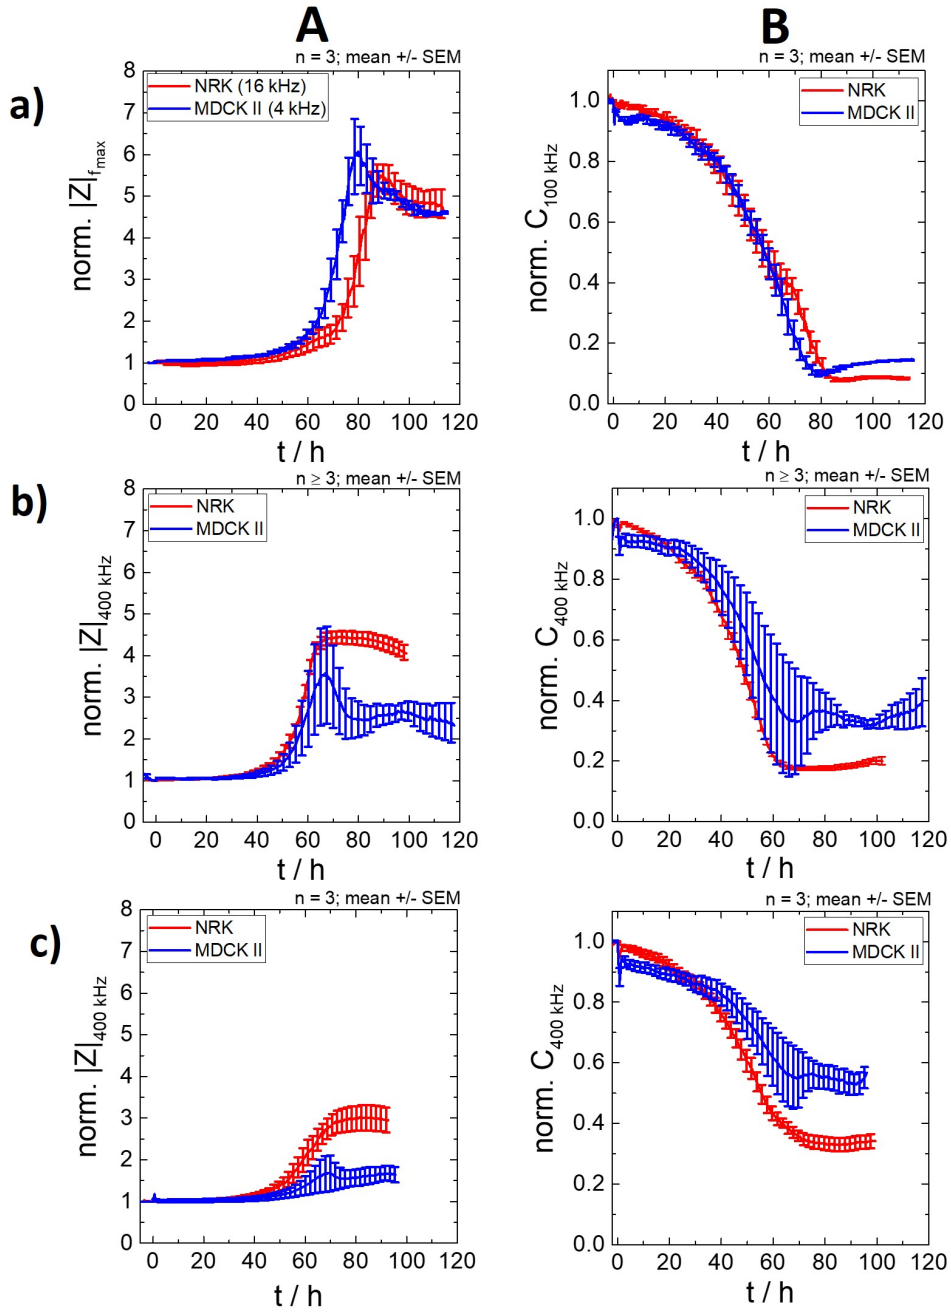 A
B
a)
n = 3; mean +/- SEM
NRK (16 kHz)
MDCK II (4 kHz)
norm. |Z|fmax
8
7
6
5
4
3
2
1
0
0 20 40 60 80 100 120
t / h
n = 3; mean +/- SEM
NRK
MDCK II
norm. C100 kHz
1.0
0.8
0.6
0.4
0.2
0.0
0 20 40 60 80 100 120
t / h
b)
n ≥ 3; mean +/- SEM
NRK
MDCK II
norm. |Z|400 kHz
8
7
6
5
4
3
2
1
0
0 20 40 60 80 100 120
t / h
n ≥ 3; mean +/- SEM
NRK
MDCK II
norm. C400 kHz
1.0
0.8
0.6
0.4
0.2
0.0
0 20 40 60 80 100 120
t / h
c)
n = 3; mean +/- SEM
NRK
MDCK II
norm. |Z|400 kHz
8
7
6
5
4
3
2
1
0
0 20 40 60 80 100 120
t / h
n = 3; mean +/- SEM
NRK
MDCK II
norm. C400 kHz
1.0
0.8
0.6
0.4
0.2
0.0
0 20 40 60 80 100 120
t / h